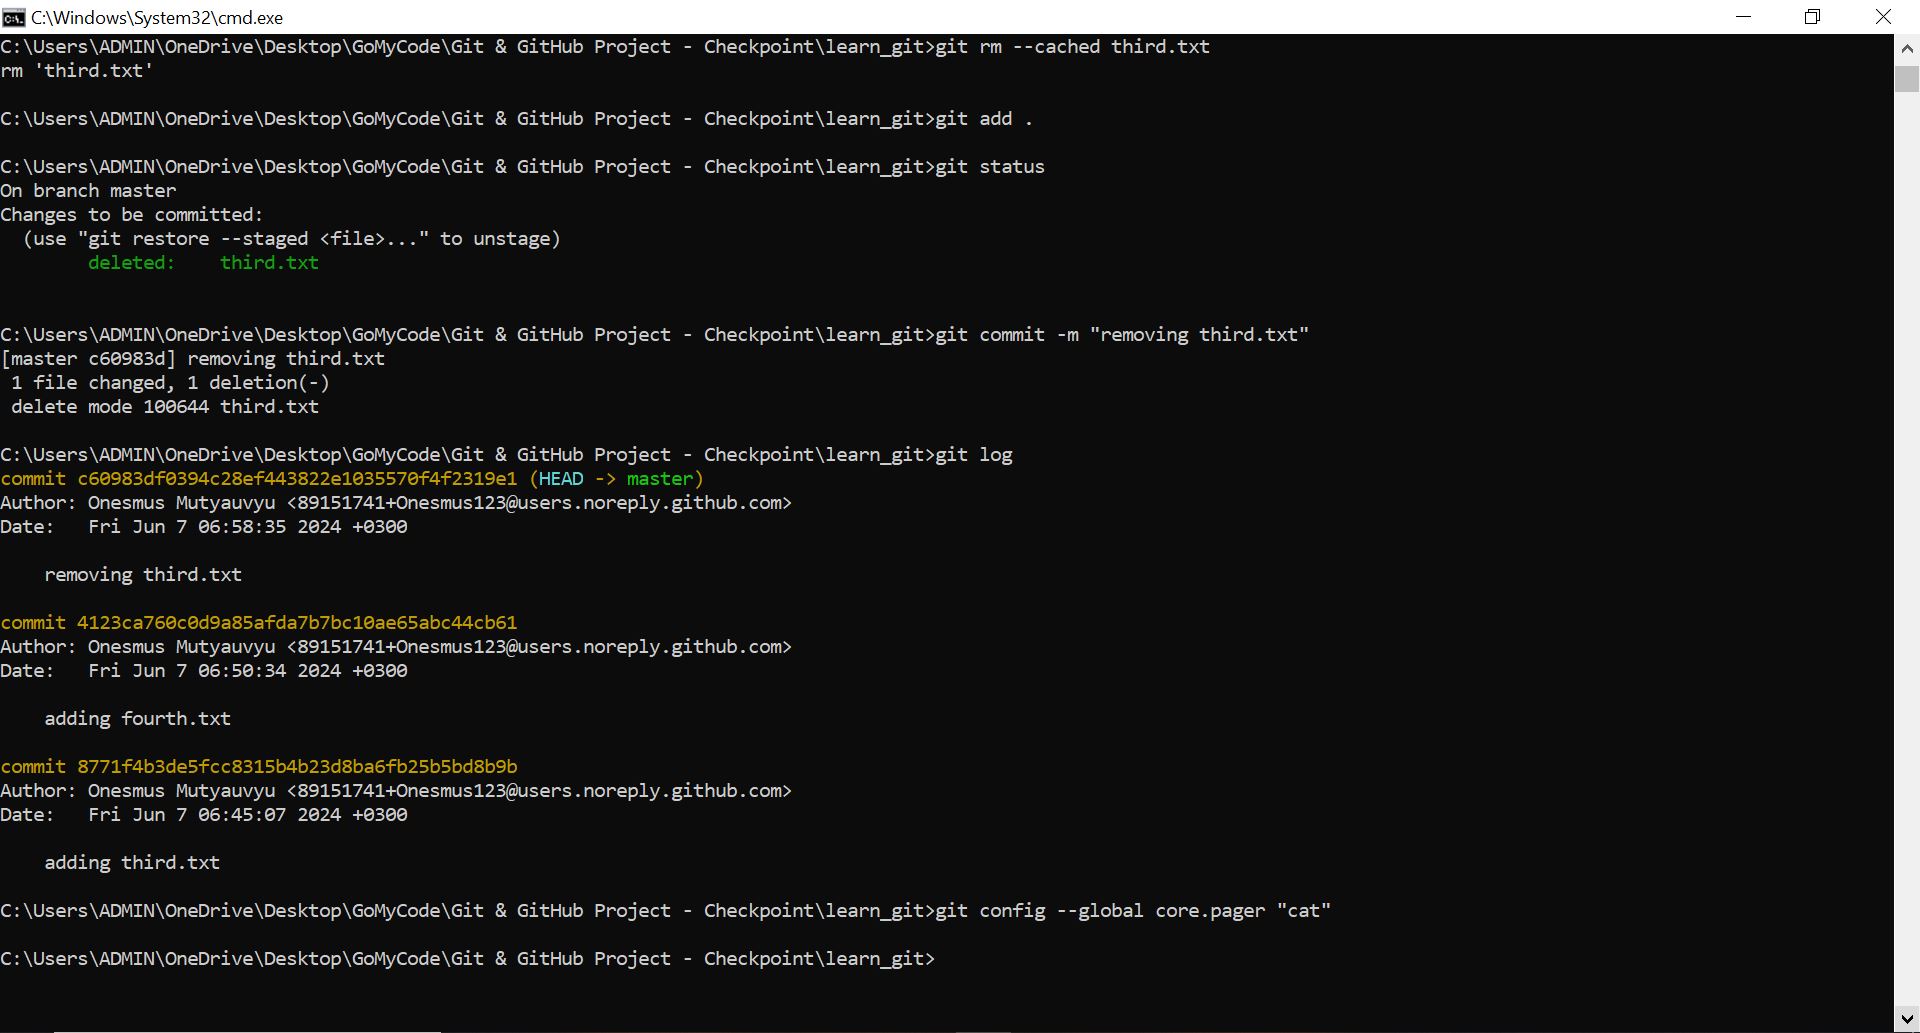 C:\Windows\System32\cmd.exe
C:\Users\ADMIN\OneDrive\Desktop\GoMyCode\Git & GitHub Project - Checkpoint\learn_git>git rm --cached third.txt
rm 'third.txt'
C:\Users\ADMIN\OneDrive\Desktop\GoMyCode\Git & GitHub Project - Checkpoint\learn_git>git add .
C:\Users\ADMIN\OneDrive\Desktop\GoMyCode\Git & GitHub Project - Checkpoint\learn_git>git status
On branch master
Changes to be committed:
  (use "git restore --staged <file>..." to unstage)
        deleted:    third.txt
C:\Users\ADMIN\OneDrive\Desktop\GoMyCode\Git & GitHub Project - Checkpoint\learn_git>git commit -m "removing third.txt"
[master c60983d] removing third.txt
 1 file changed, 1 deletion(-)
 delete mode 100644 third.txt
C:\Users\ADMIN\OneDrive\Desktop\GoMyCode\Git & GitHub Project - Checkpoint\learn_git>git log
commit c60983df0394c28ef443822e1035570f4f2319e1 (HEAD -> master)
Author: Onesmus Mutyauvyu <89151741+Onesmus123@users.noreply.github.com>
Date:   Fri Jun 7 06:58:35 2024 +0300
    removing third.txt
commit 4123ca760c0d9a85afda7b7bc10ae65abc44cb61
Author: Onesmus Mutyauvyu <89151741+Onesmus123@users.noreply.github.com>
Date:   Fri Jun 7 06:50:34 2024 +0300
    adding fourth.txt
commit 8771f4b3de5fcc8315b4b23d8ba6fb25b5bd8b9b
Author: Onesmus Mutyauvyu <89151741+Onesmus123@users.noreply.github.com>
Date:   Fri Jun 7 06:45:07 2024 +0300
    adding third.txt
C:\Users\ADMIN\OneDrive\Desktop\GoMyCode\Git & GitHub Project - Checkpoint\learn_git>git config --global core.pager "cat"
C:\Users\ADMIN\OneDrive\Desktop\GoMyCode\Git & GitHub Project - Checkpoint\learn_git>